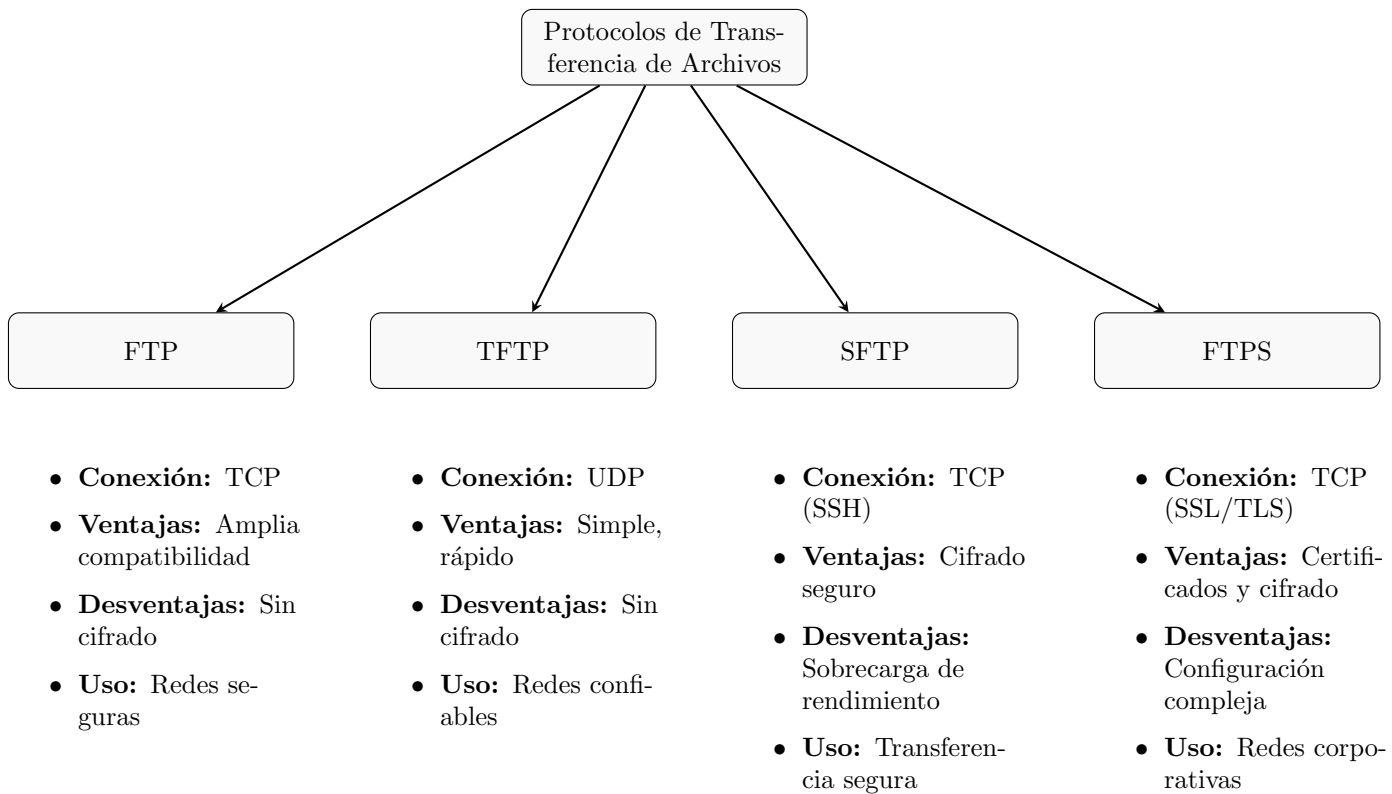 Protocolos de Trans-
ferencia de Archivos
FTP
TFTP
SFTP
FTPS
• Conexión: TCP
• Ventajas: Amplia
compatibilidad
• Desventajas: Sin
cifrado
• Uso: Redes se-
guras
• Conexión: UDP
• Ventajas: Simple,
rápido
• Desventajas: Sin
cifrado
• Uso: Redes confi-
ables
• Conexión: TCP
(SSH)
• Ventajas: Cifrado
seguro
• Desventajas:
Sobrecarga de
rendimiento
• Uso: Transferen-
cia segura
• Conexión: TCP
(SSL/TLS)
• Ventajas: Certifi-
cados y cifrado
• Desventajas:
Configuración
compleja
• Uso: Redes corpo-
rativas